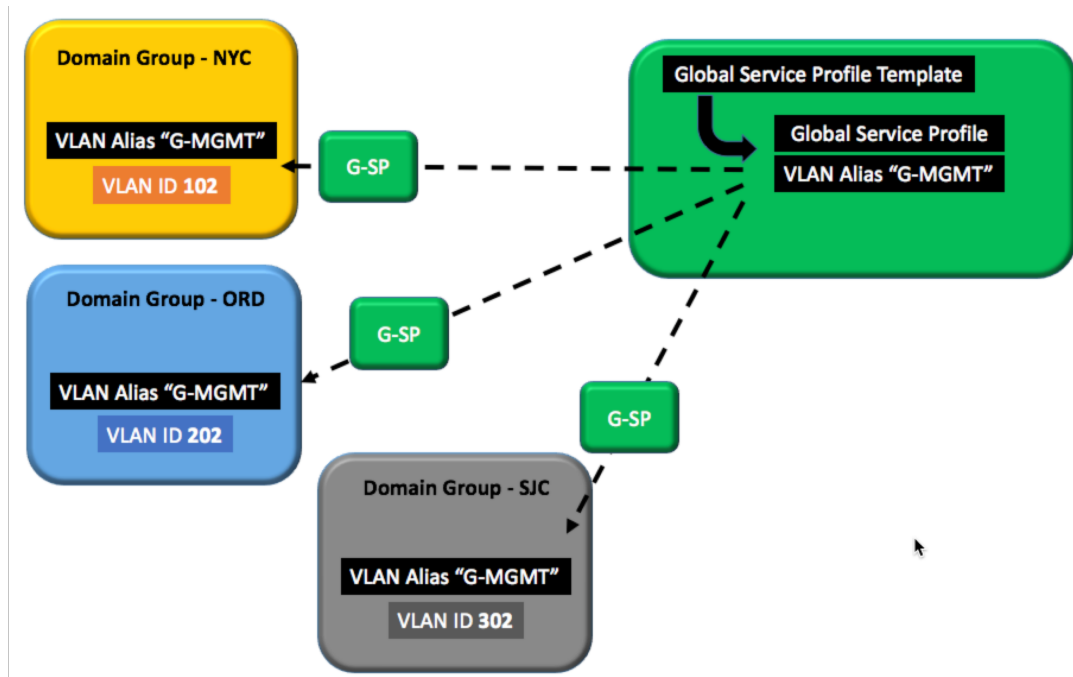 Domain Group - NYC
VLAN Alias “G-MGMT”
VLAN ID 102
G-SP
Global Service Profile Template
Global Service Profile
VLAN Alias “G-MGMT”
Domain Group - ORD
VLAN Alias “G-MGMT”
VLAN ID 202
G-SP
G-SP
Domain Group - SJC
VLAN Alias “G-MGMT”
VLAN ID 302